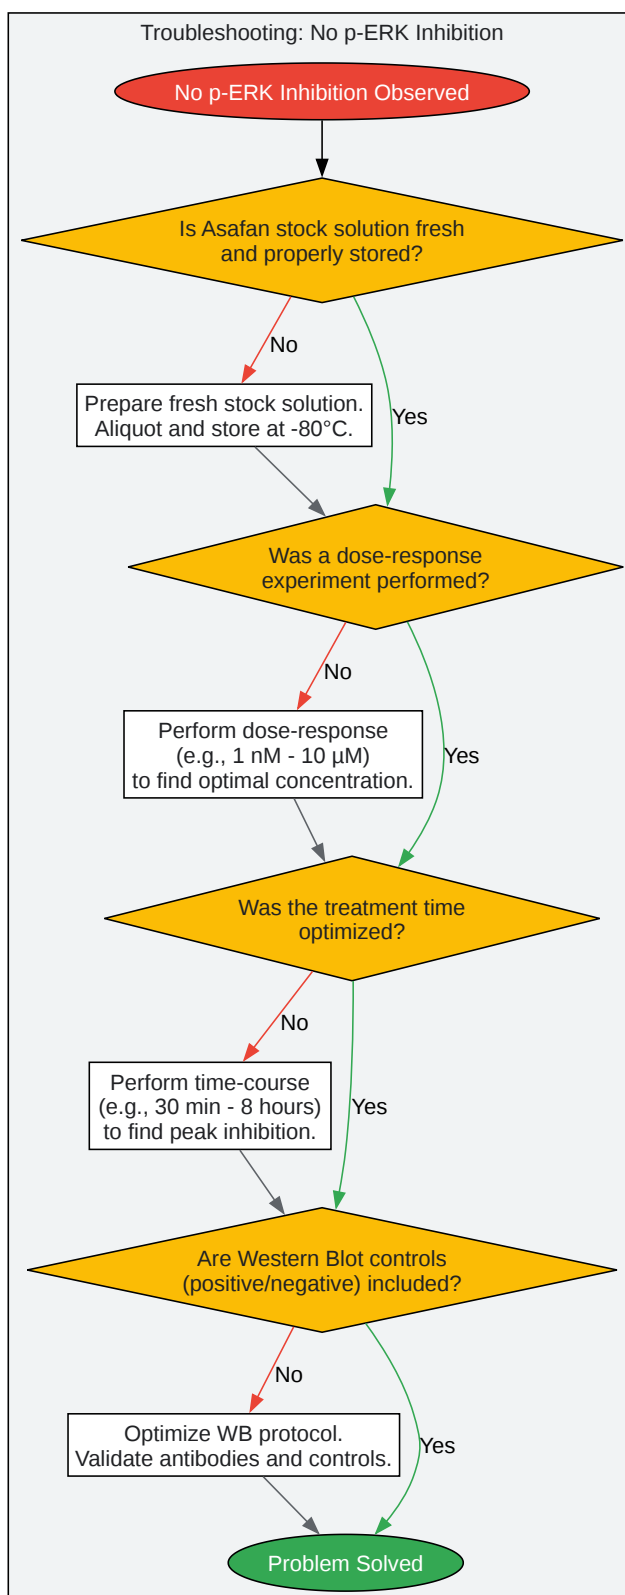 Troubleshooting: No p-ERK Inhibition
No p-ERK Inhibition Observed
Is Asafan stock solution fresh
and properly stored?
No
Yes
Prepare fresh stock solution.
Aliquot and store at -80°C.
Was a dose-response
experiment performed?
No
Yes
Perform dose-response
(e.g., 1 nM - 10 µM)
to find optimal concentration.
Was the treatment time
optimized?
No
Yes
Perform time-course
(e.g., 30 min - 8 hours)
to find peak inhibition.
Are Western Blot controls
(positive/negative) included?
No
Yes
Optimize WB protocol.
Validate antibodies and controls.
Problem Solved